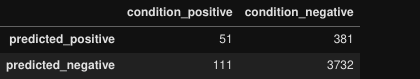 condition_positive condition_negative
predicted_positive 51 381
predicted_negative 111 3732